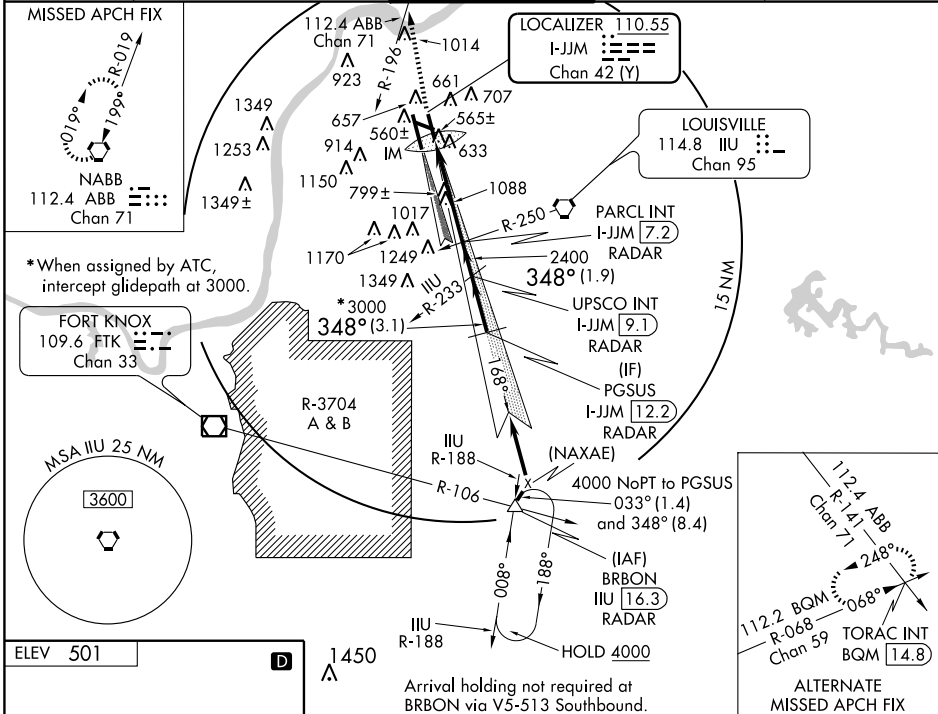 MISSED APCH FIX
R-019
019°
199°
NABB
112.4 ABB
Chan 71
112.4 ABB
Chan 71
R-196
1014
923
661
707
657
565±
560±
IM
633
1349
1253
914
1150
1349±
799±
1088
1017
1170
1249
1349
LOCALIZER 110.55
I-JJM
Chan 42 (Y)
LOUISVILLE
114.8 IIU
Chan 95
R-250
PARCL INT
I-JJM 7.2
RADAR
2400
348° (1.9)
IIU
R-233
UPSCO INT
I-JJM 9.1
RADAR
15 NM
*When assigned by ATC,
intercept glidepath at 3000.
*3000
348° (3.1)
(IF)
PGSUS
I-JJM 12.2
RADAR
168°
FORT KNOX
109.6 FTK
Chan 33
R-3704
A & B
MSA IIU 25 NM
3600
IIU
R-188
(NAXAE)
X
R-106
4000 NoPT to PGSUS
033° (1.4)
and 348° (8.4)
(IAF)
BRBON
IIU 16.3
RADAR
008°
188°
IIU
R-188
HOLD 4000
112.4 ABB
R-141
Chan 71
248°
068°
112.2 BQM
R-068
Chan 59
TORAC INT
BQM 14.8
ALTERNATE
MISSED APCH FIX
ELEV 501
D
1450
Arrival holding not required at
BRBON via V5-513 Southbound.